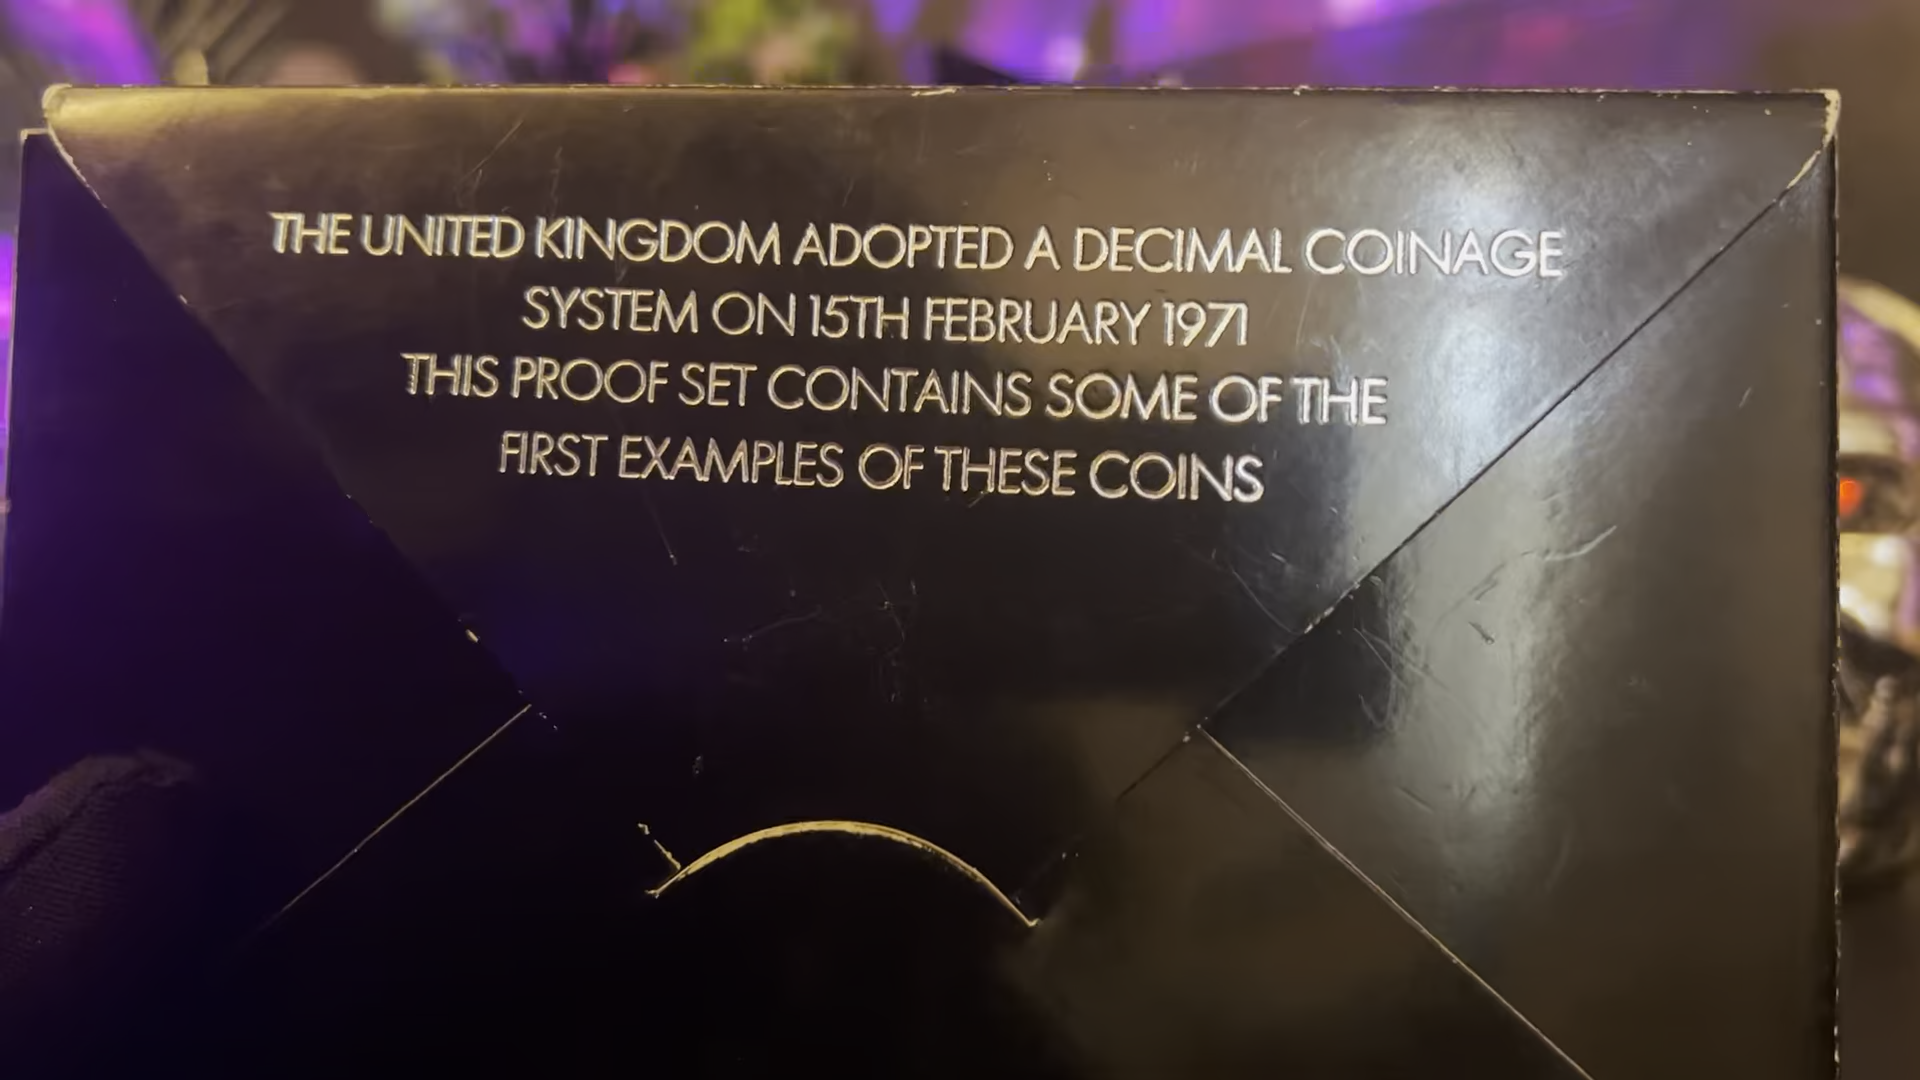 THE UNITED KINGDOM ADOPTED A DECIMAL COINAGE
SYSTEM ON 15TH FEBRUARY 1971
THIS PROOF SET CONTAINS SOME OF THE
FIRST EXAMPLES OF THESE COINS